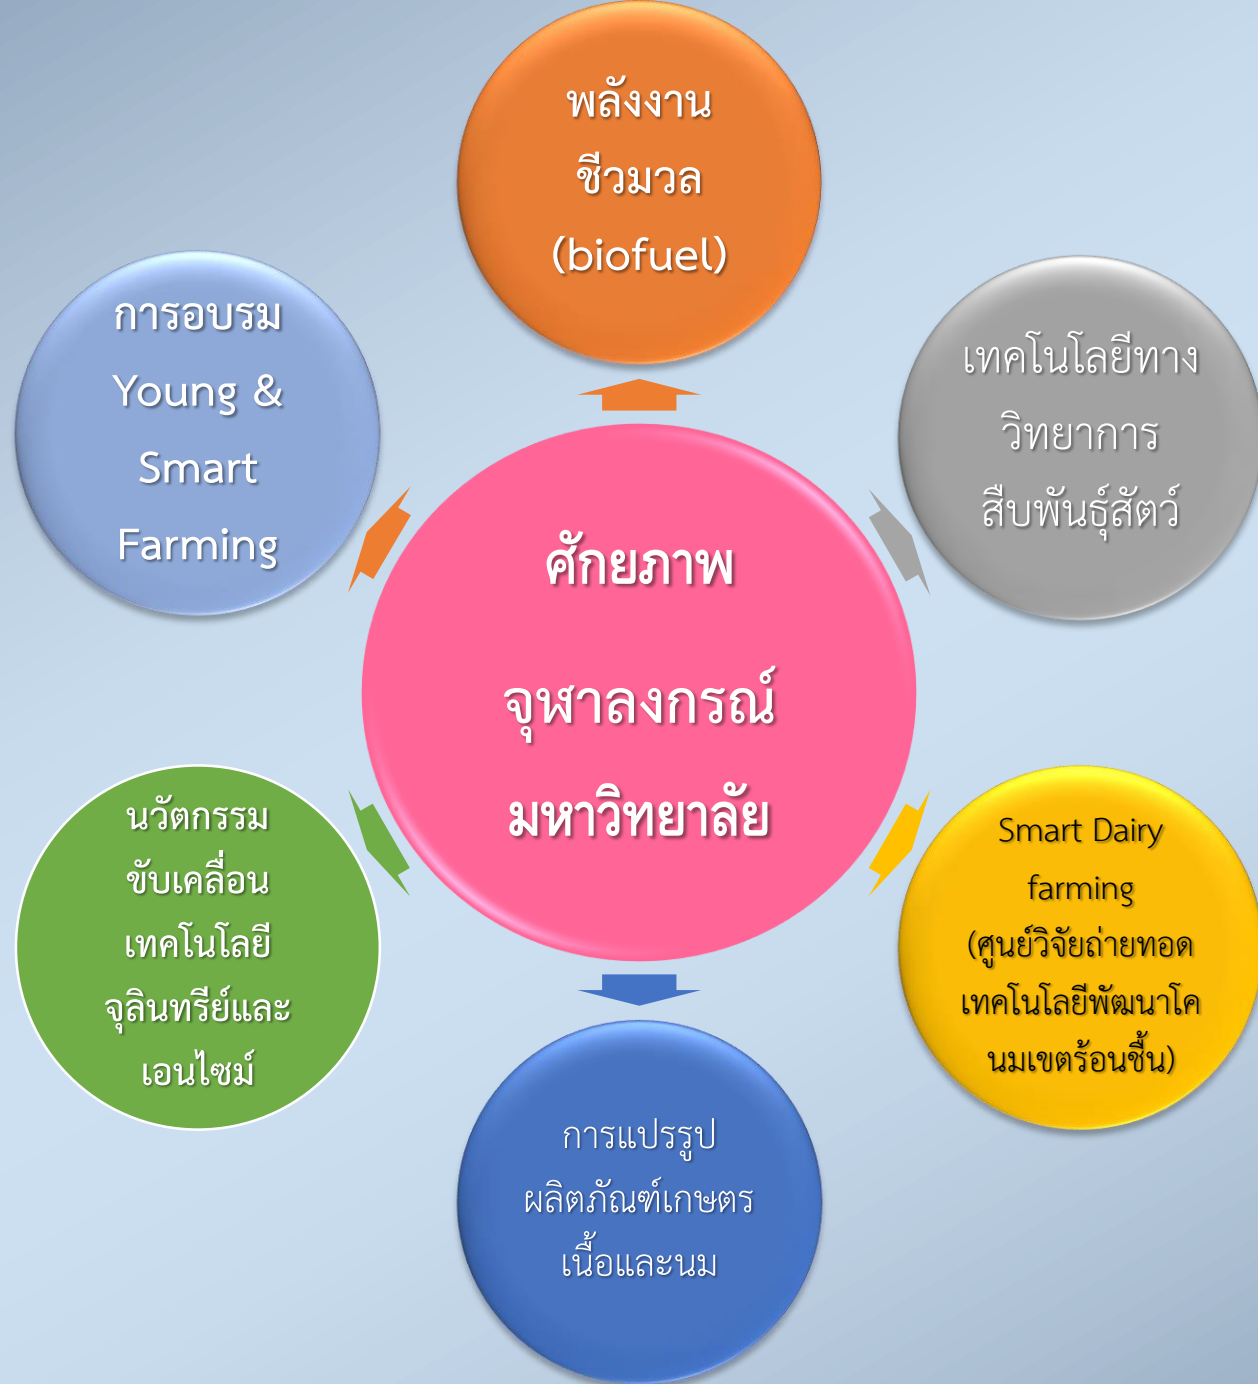 พลังงาน
ชีวมวล
(biofuel)
การอบรม
Young &
Smart
Farming
เทคโนโลยีทาง
วิทยาการ
สืบพันธุ์สัตว์
ศักยภาพ
จุฬาลงกรณ์
มหาวิทยาลัย
นวัตกรรม
ขับเคลื่อน
เทคโนโลยี
จุลินทรีย์และ
เอนไซม์
Smart Dairy
farming
(ศูนย์วิจัยถ่ายทอด
เทคโนโลยีพัฒนาโค
นมเขตร้อนชื้น)
การแปรรูป
ผลิตภัณฑ์เกษตร
เนื้อและนม